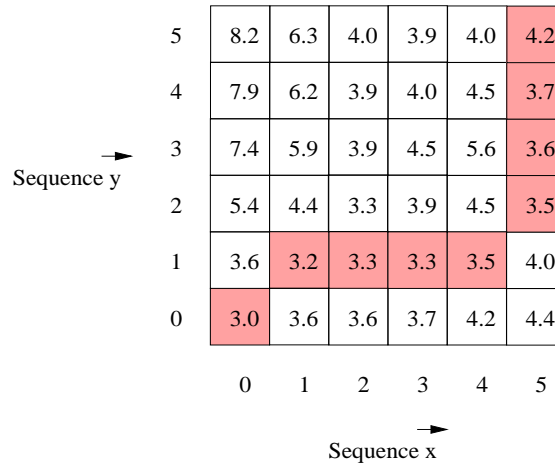 5 8.2 6.3 4.0 3.9 4.0 4.2
4 7.9 6.2 3.9 4.0 4.5 3.7
3 7.4 5.9 3.9 4.5 5.6 3.6
Sequence y
2 5.4 4.4 3.3 3.9 4.5 3.5
1 3.6 3.2 3.3 3.3 3.5 4.0
0 3.0 3.6 3.6 3.7 4.2 4.4
0 1 2 3 4 5
Sequence x